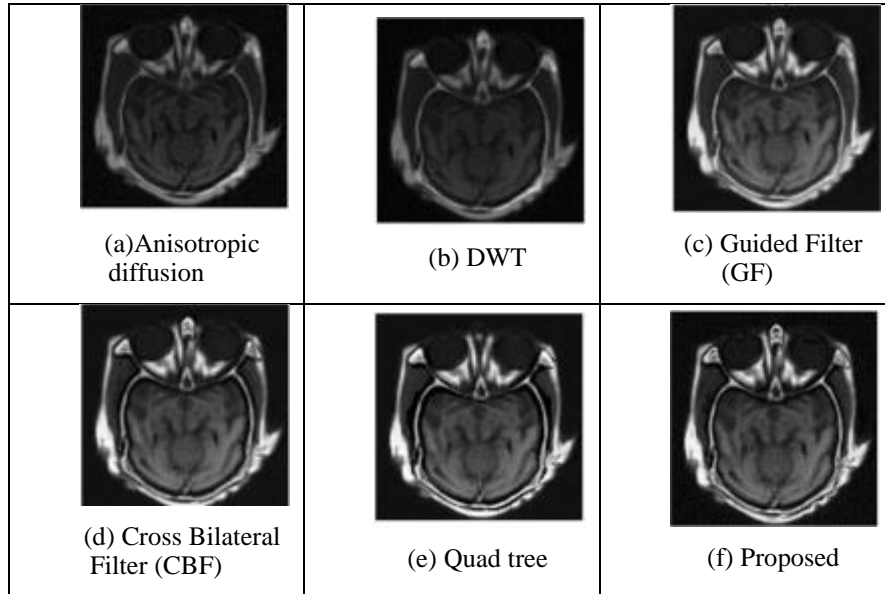 (a)Anisotropic
diffusion
(b) DWT
(c) Guided Filter
(GF)
(d) Cross Bilateral
Filter (CBF)
(e) Quad tree
(f) Proposed